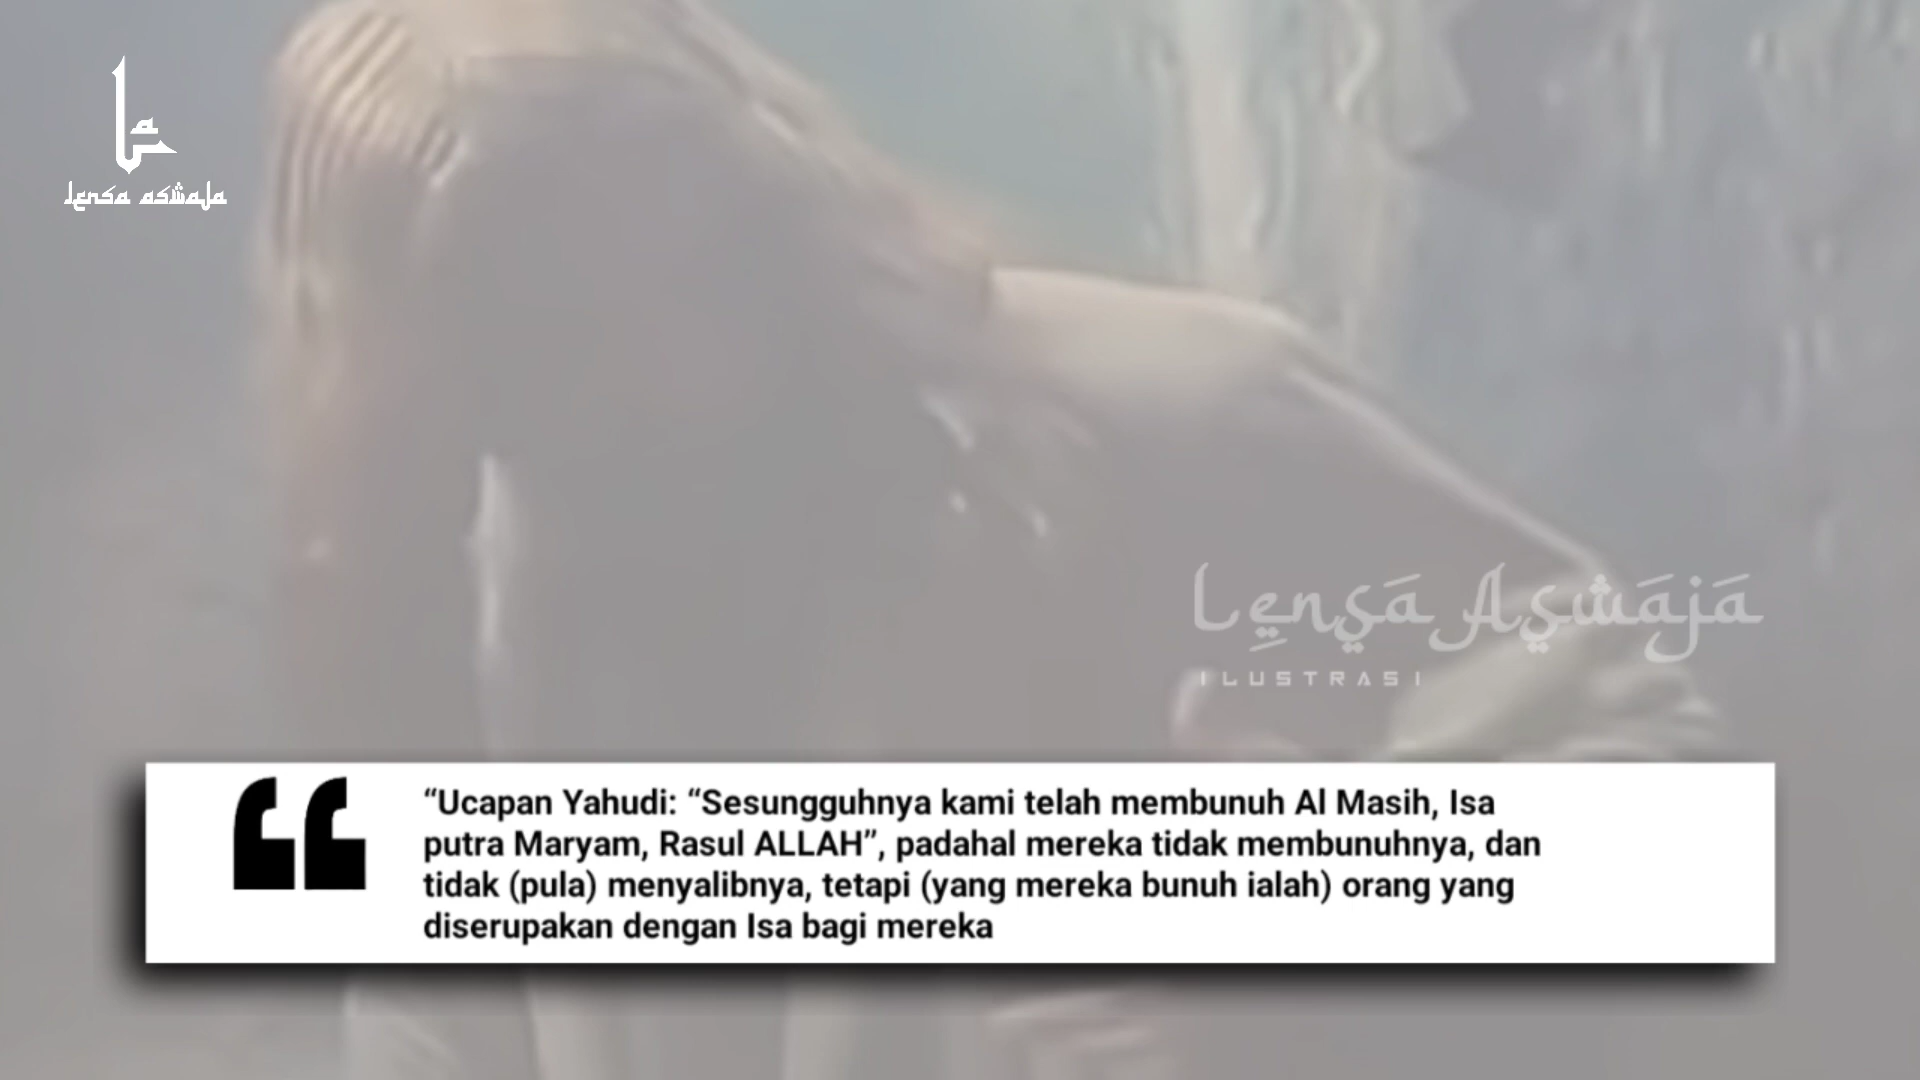 Lensa Aswaja
Lensa Aswaja
ILUSTRASI
“Ucapan Yahudi: “Sesungguhnya kami telah membunuh Al Masih, Isa
putra Maryam, Rasul ALLAH”, padahal mereka tidak membunuhnya, dan
tidak (pula) menyalibnya, tetapi (yang mereka bunuh ialah) orang yang
diserupakan dengan Isa bagi mereka